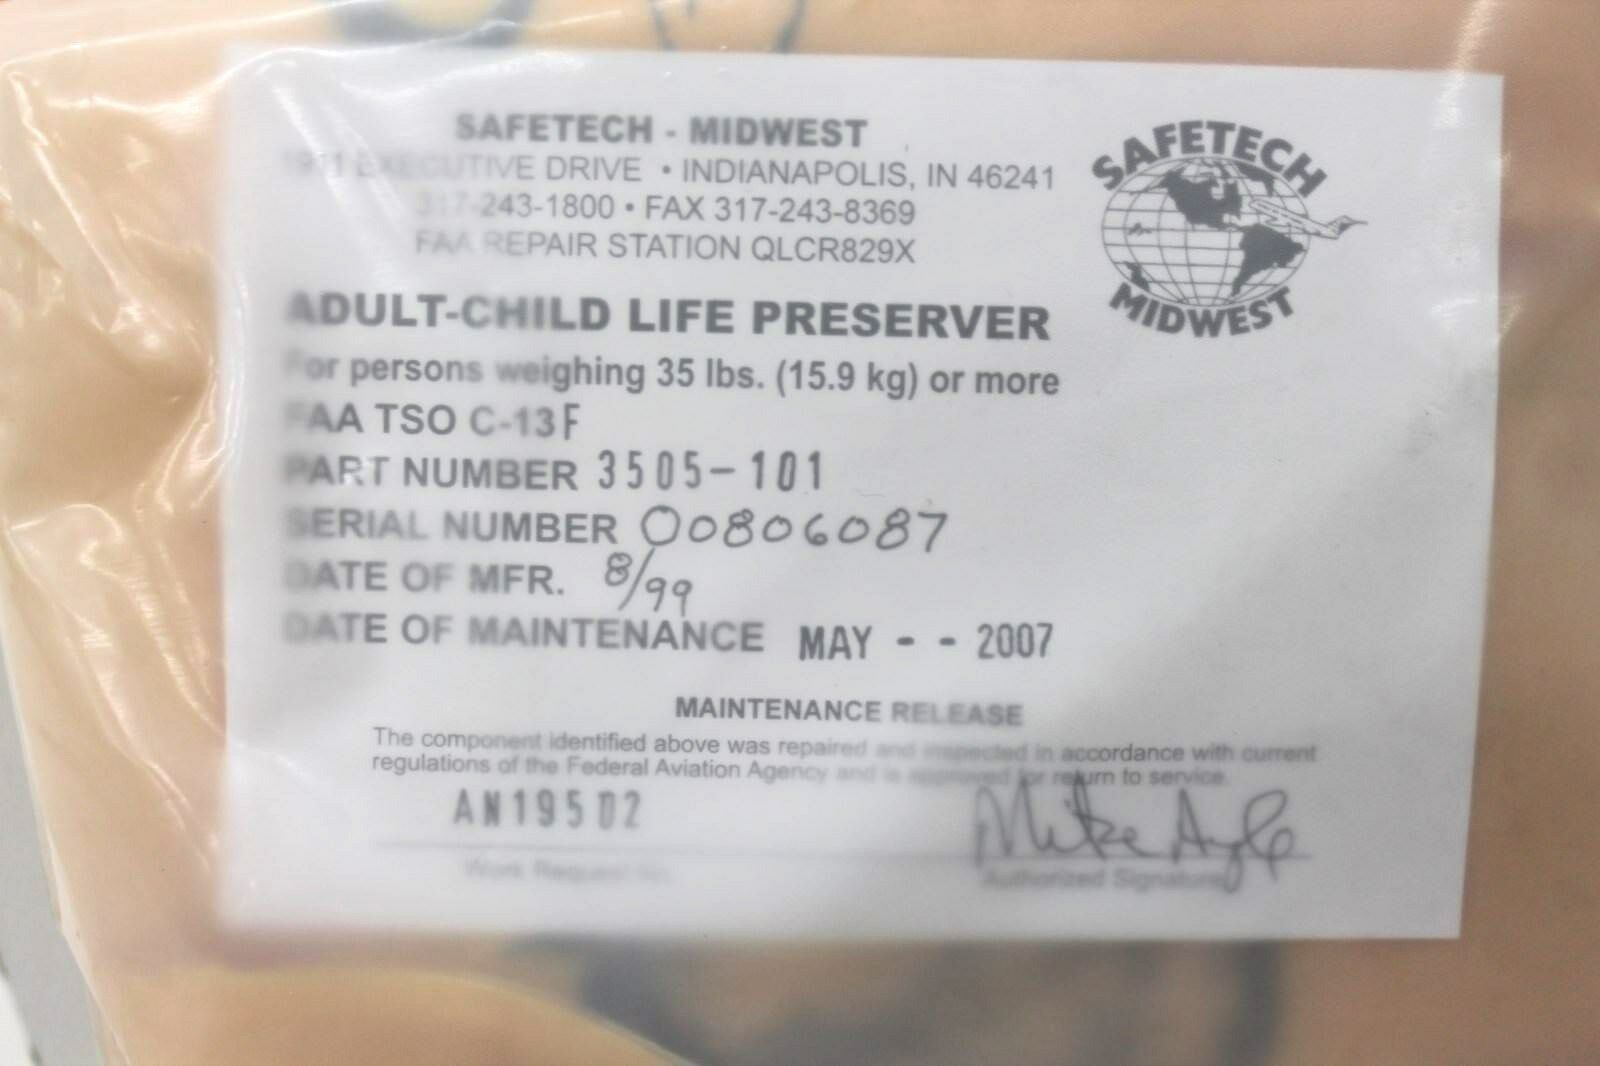 SAFETECH - MIDWEST
EXECUTIVE DRIVE • INDIANAPOLIS, IN 46241
317-243-1800 • FAX 317-243-8369
FAA REPAIR STATION QLCR829X
SAFETECH
MIDWEST
ADULT-CHILD LIFE PRESERVER
For persons weighing 35 lbs. (15.9 kg) or more
FAA TSO C-13F
PART NUMBER 3505-101
SERIAL NUMBER 00806087
DATE OF MFR. 8/99
DATE OF MAINTENANCE MAY - - 2007
MAINTENANCE RELEASE
The component identified above was repaired and inspected in accordance with current
regulations of the Federal Aviation Agency and is approved for return to service.
AN19502
Work Request No.
Mike
Authorized Signature